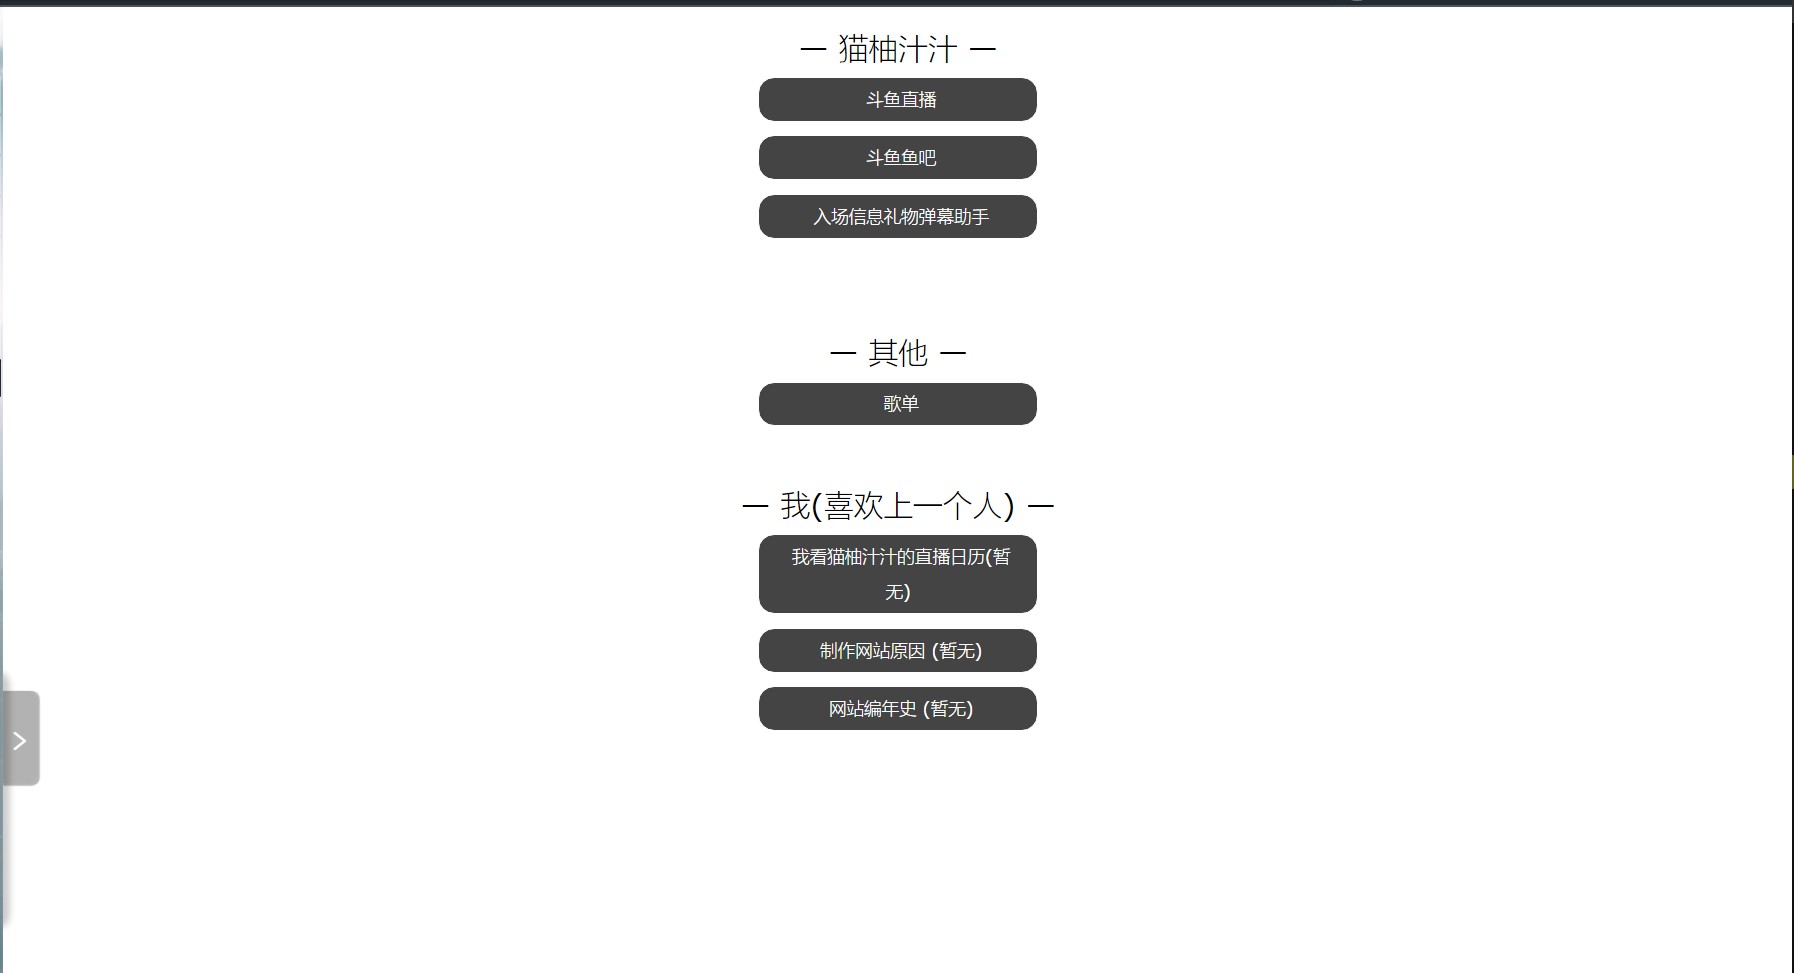 — 猫柚汁汁 —
斗鱼直播
斗鱼鱼吧
入场信息礼物弹幕助手
— 其他 —
歌单
— 我(喜欢上一个人) —
我看猫柚汁汁的直播日历(暂
无)
制作网站原因 (暂无)
网站编年史 (暂无)